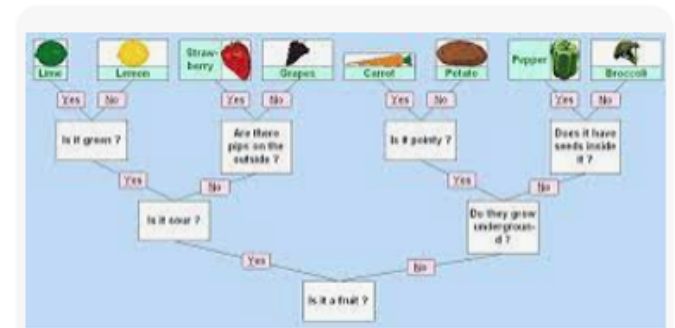 Lime
Lemon
Straw-
berry
Grapes
Carrot
Potato
Pepper
Broccoli
Yes
No
Yes
No
Yes
No
Yes
No
Is it green ?
Are there
pips on the
outside ?
Is it pointy ?
Does it have
seeds inside
it ?
Yes
No
Yes
No
Is it sour ?
Do they grow
undergroun-
d ?
Yes
No
Is it a fruit ?